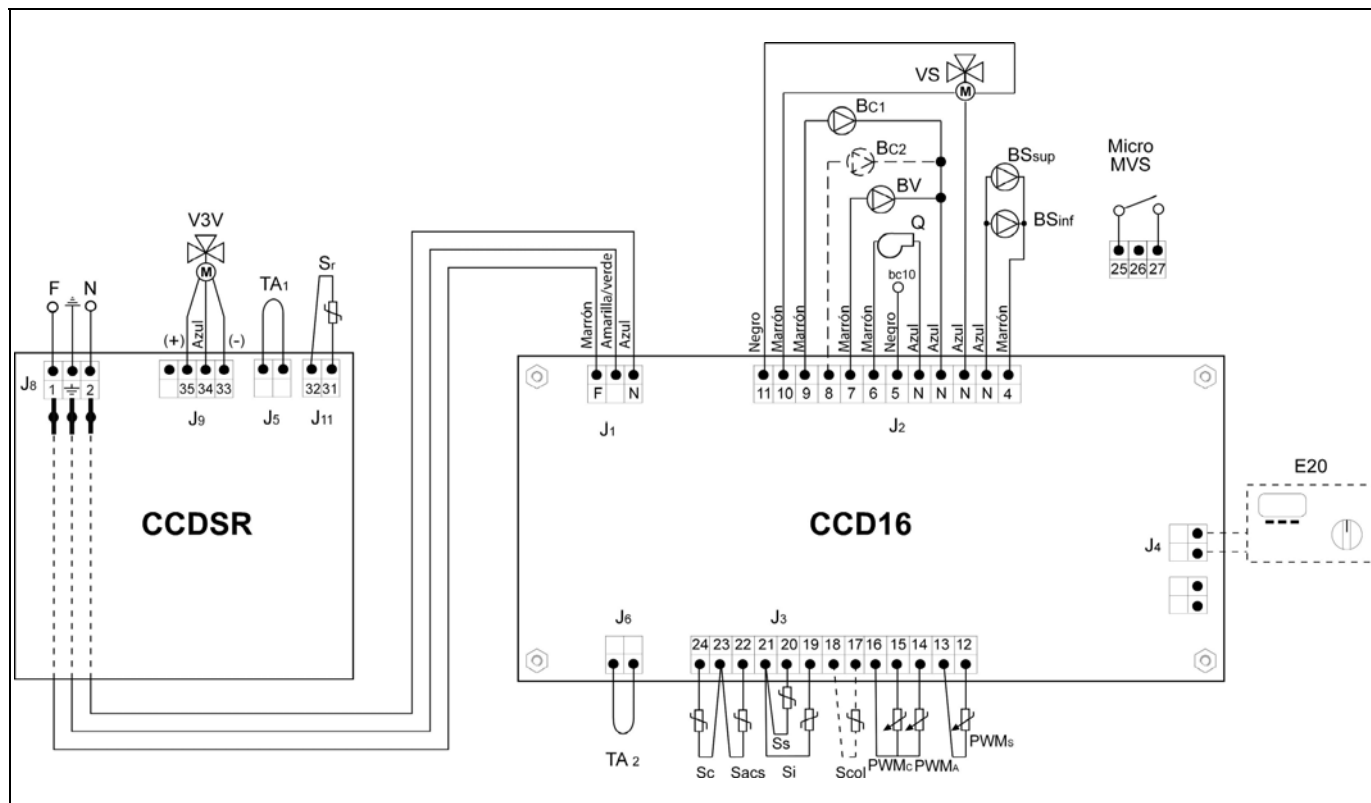 VS
M
BC1
BC2
BV
Q
bc10
BSsup
BSinf
Micro
MVS
25 26 27
V3V
M
Sr
TA1
F
N
(+)
Azul
(-)
Marrón
Amarilla/verde
Azul
Negro
Marrón
Marrón
Marrón
Marrón
Negro
Azul
Azul
Azul
Azul
Marrón
J8
1 2
35 34 33
J9
J5
32 31
J11
F N
J1
11 10 9 8 7 6 5 N N N N 4
J2
CCDSR
CCD16
E20
J4
J6
J3
24 23 22 21 20 19 18 17 16 15 14 13 12
TA 2
Sc
Sacs
Ss
Si
Scol
PWMC
PWMA
PWMS